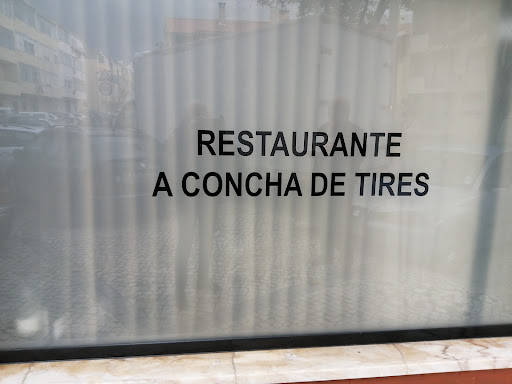 RESTAURANTE
A CONCHA DE TIRES